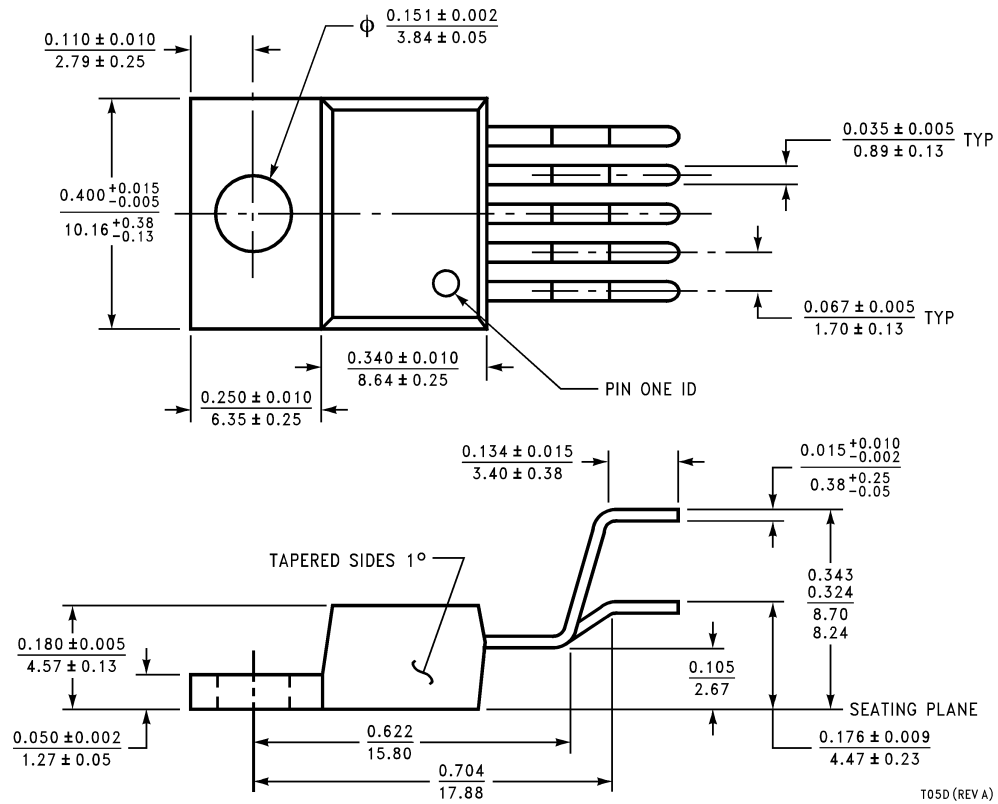 ϕ 0.151 ± 0.002
3.84 ± 0.05
0.110 ± 0.010
2.79 ± 0.25
0.035 ± 0.005 TYP
0.89 ± 0.13
0.400 +0.015 -0.005
10.16 +0.38 -0.13
0.067 ± 0.005 TYP
1.70 ± 0.13
0.340 ± 0.010
8.64 ± 0.25
PIN ONE ID
0.250 ± 0.010
6.35 ± 0.25
0.134 ± 0.015
3.40 ± 0.38
0.015 +0.010 -0.002
0.38 +0.25 -0.05
TAPERED SIDES 1°
0.343
0.324
8.70
8.24
0.180 ±0.005
4.57 ± 0.13
0.105
2.67
SEATING PLANE
0.050 ±0.002
1.27 ± 0.05
0.622
15.80
0.176 ±0.009
4.47 ± 0.23
0.704
17.88
T05D (REV A)